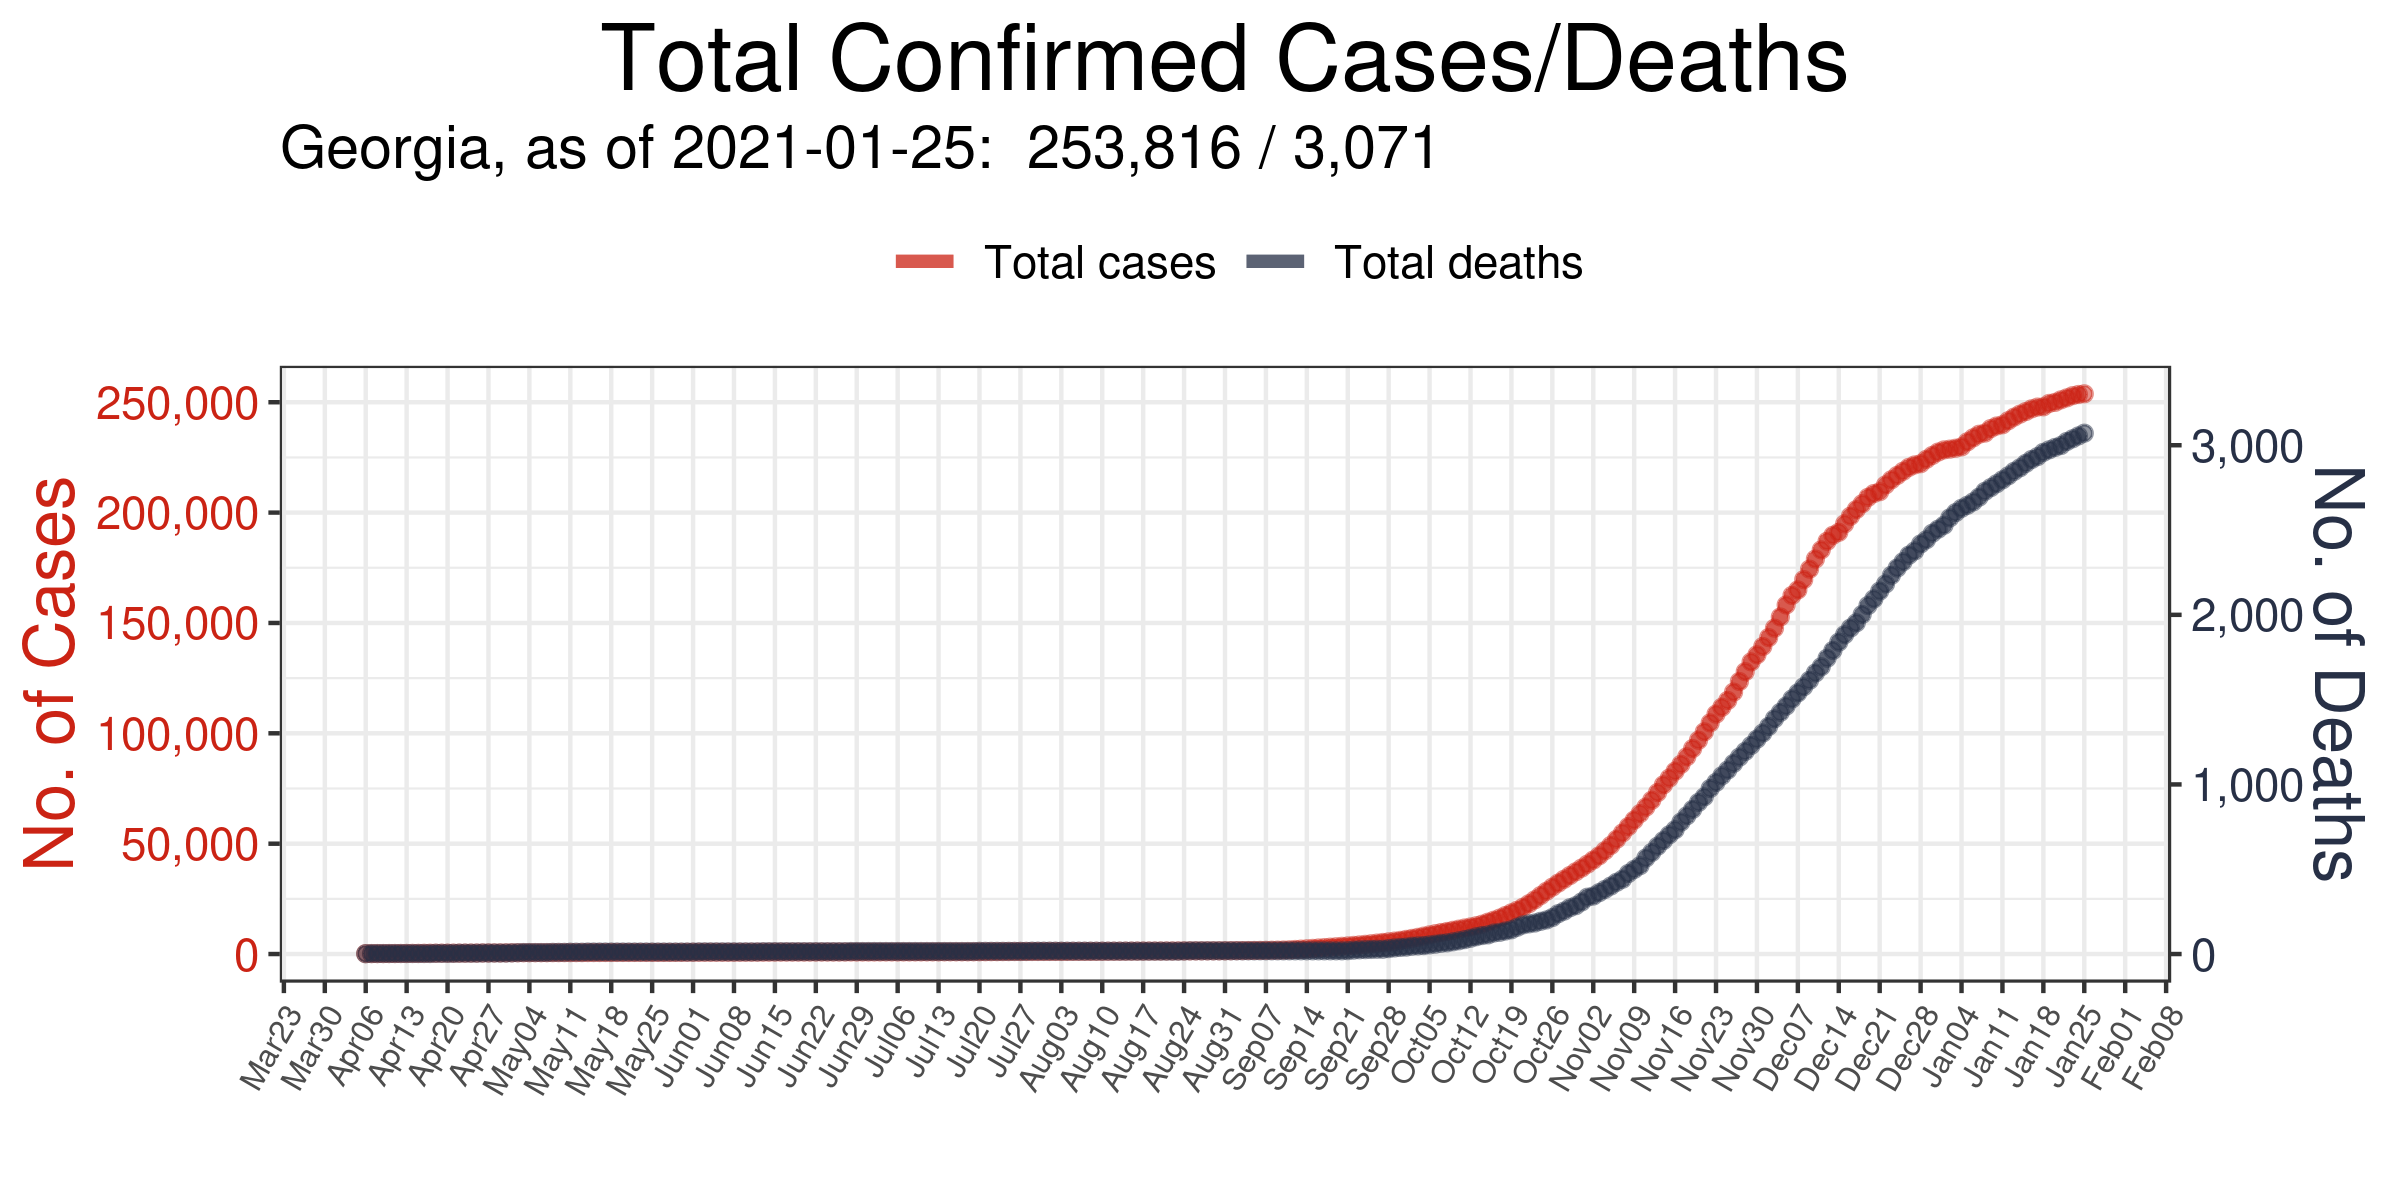 Total Confirmed Cases/Deaths
Georgia, as of 2021-01-25:  253,816 / 3,071
Total cases
Total deaths
No. of Cases
250,000
200,000
150,000
100,000
50,000
0
3,000
2,000
1,000
0
No. of Deaths
Mar23
Mar30
Apr06
Apr13
Apr20
Apr27
May04
May11
May18
May25
Jun01
Jun08
Jun15
Jun22
Jun29
Jul06
Jul13
Jul20
Jul27
Aug03
Aug10
Aug17
Aug24
Aug31
Sep07
Sep14
Sep21
Sep28
Oct05
Oct12
Oct19
Oct26
Nov02
Nov09
Nov16
Nov23
Nov30
Dec07
Dec14
Dec21
Dec28
Jan04
Jan11
Jan18
Jan25
Feb01
Feb08